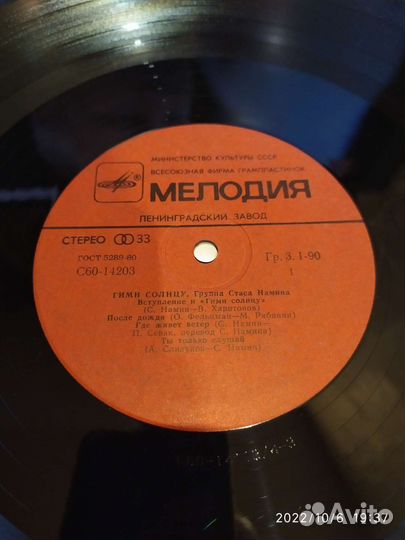 МИНИСТЕРСТВО КУЛЬТУРЫ СССР
ВСЕСОЮЗНАЯ ФИРМА ГРАМПЛАСТИНОК
МЕЛОДИЯ
ЛЕНИНГРАДСКИЙ ЗАВОД
СТЕРЕО 33
ГОСТ 5289-80
Гр. 3. 1-90
С60-14203
1
ГИМН СОЛНЦУ. Группа Стаса Намина
Вступление и «Гимн солнцу»
(С. Намин—В. Харитонов)
После дождя (О. Фельцман—М. Рябинин)
Где живет ветер (С. Намин—
П. Севак, перевод С. Намина)
Ты только слушай
(А. Слизунов—С.
2022/10/6 19:37
Avito